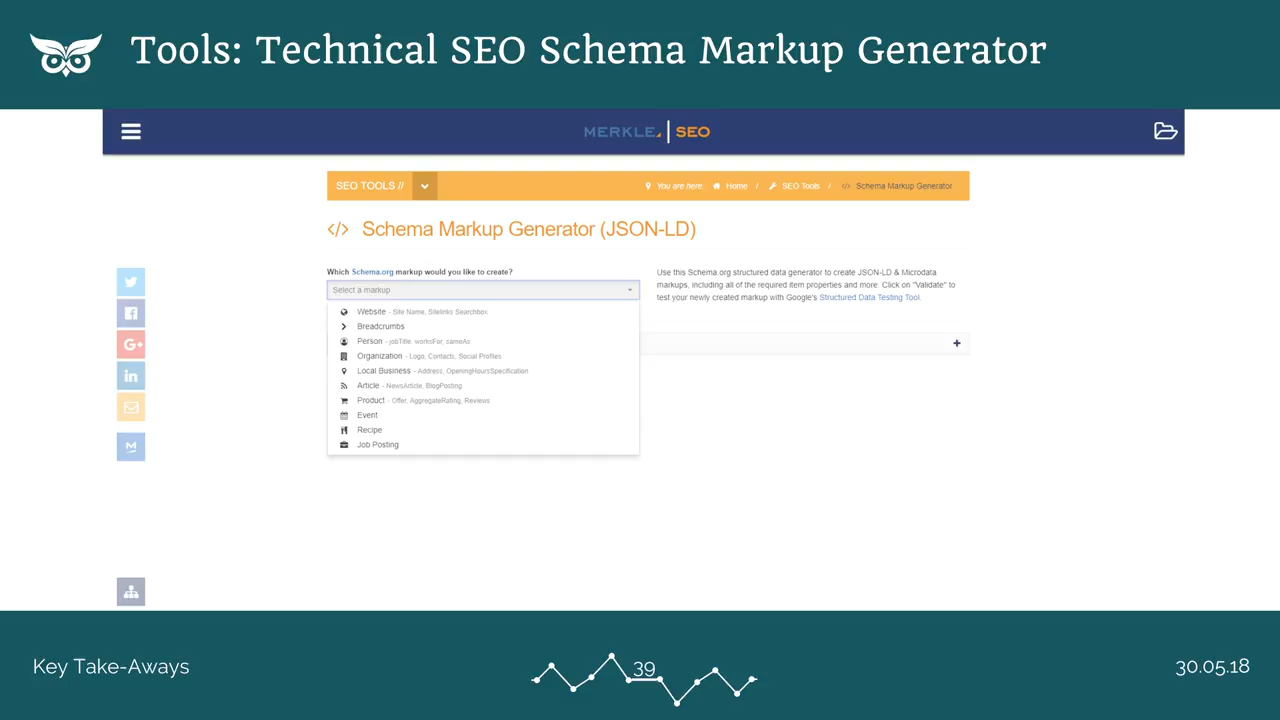 Tools: Technical SEO Schema Markup Generator
MERKLE | SEO
SEO TOOLS //
You are here: Home / SEO Tools / </> Schema Markup Generator
</> Schema Markup Generator (JSON-LD)
Which Schema.org markup would you like to create?
Select a markup
Website - Site Name, Sitelinks Searchbox
Breadcrumbs
Person - jobTitle, worksFor, sameAs
Organization - Logo, Contacts, Social Profiles
Local Business - Address, OpeningHoursSpecification
Article - NewsArticle, BlogPosting
Product - Offer, AggregateRating, Reviews
Event
Recipe
Job Posting
Use this Schema.org structured data generator to create JSON-LD & Microdata
markups, including all of the required item properties and more. Click on "Validate" to
test your newly created markup with Google's Structured Data Testing Tool.
Key Take-Aways
39
30.05.18